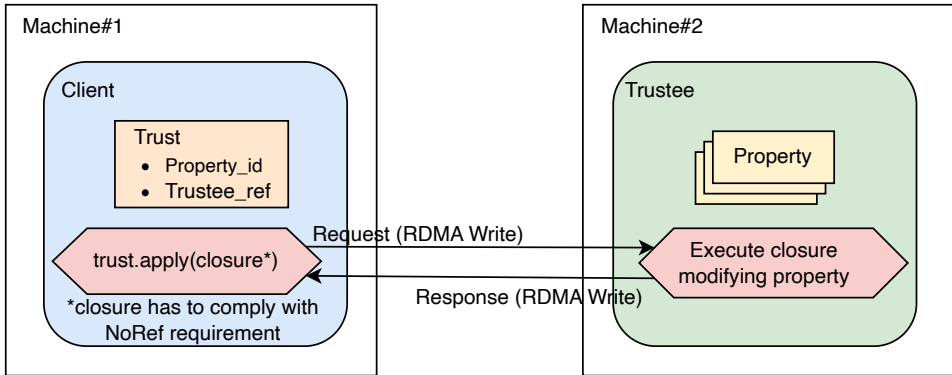 Machine#1
Machine#2
Client
Trustee
Trust
• Property_id
• Trustee_ref
Property
Request (RDMA Write)
trust.apply(closure*)
Execute closure
modifying property
Response (RDMA Write)
*closure has to comply with
NoRef requirement